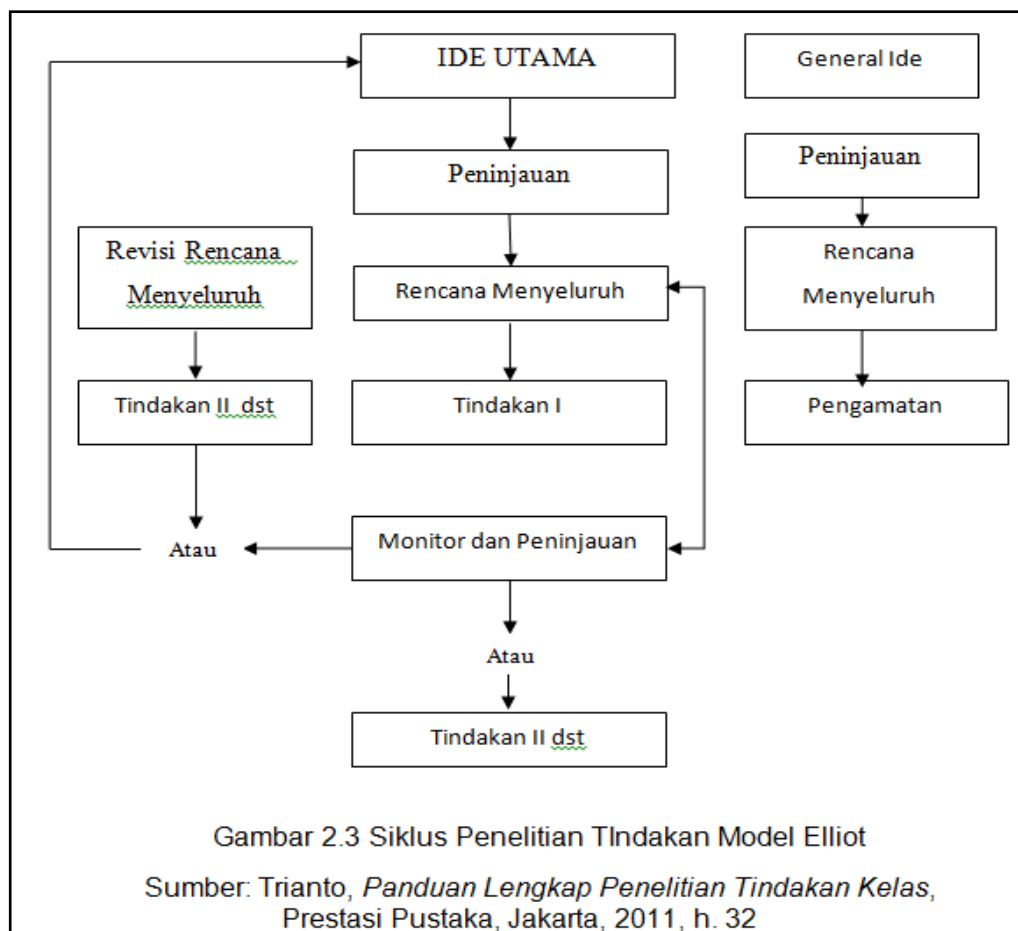 IDE UTAMA
General Ide
Peninjauan
Peninjauan
Revisi Rencana
Menyeluruh
Rencana Menyeluruh
Rencana
Menyeluruh
Tindakan II dst
Tindakan I
Pengamatan
Atau
Monitor dan Peninjauan
Atau
Tindakan II dst
Gambar 2.3 Siklus Penelitian TIndakan Model Elliot
Sumber: Trianto, Panduan Lengkap Penelitian Tindakan Kelas,
Prestasi Pustaka, Jakarta, 2011, h. 32